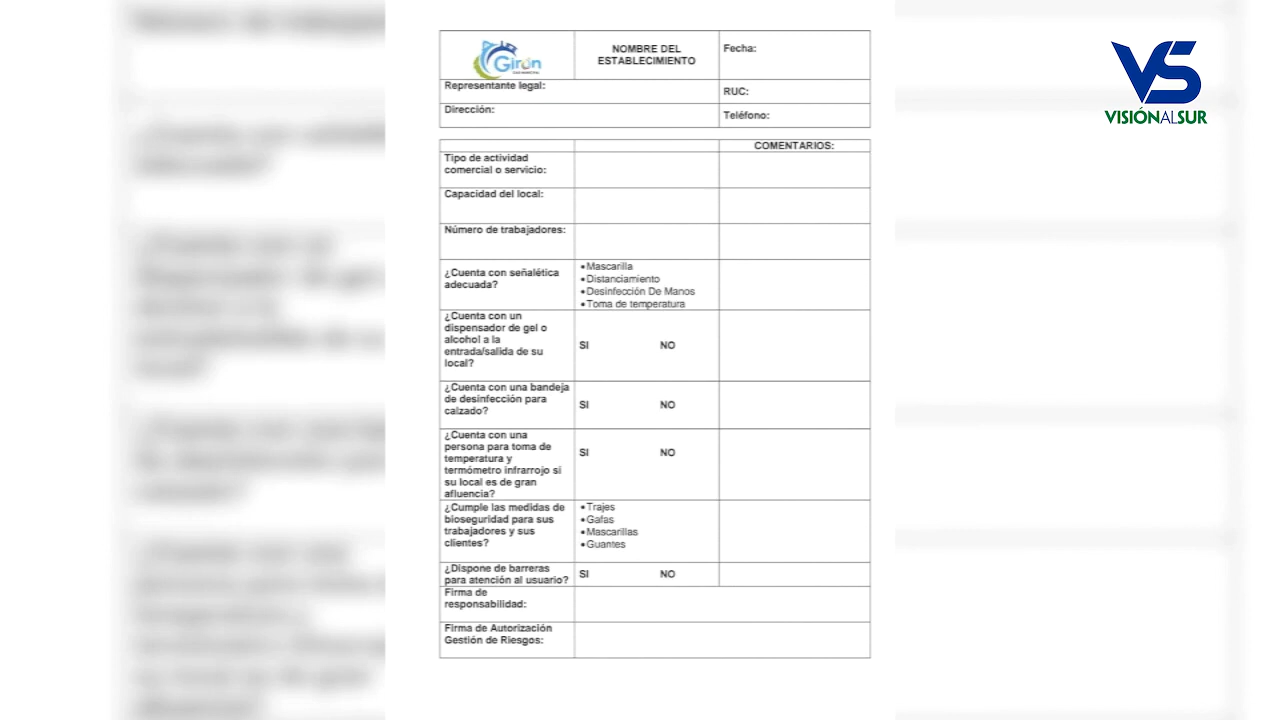 Girón
NOMBRE DEL
ESTABLECIMIENTO
Fecha:
Representante legal:
RUC:
Dirección:
Teléfono:
COMENTARIOS:
Tipo de actividad
comercial o servicio:
Capacidad del local:
Número de trabajadores:
¿Cuenta con señalética
adecuada?
•Mascarilla
•Distanciamiento
•Desinfección De Manos
•Toma de temperatura
¿Cuenta con un
dispensador de gel o
alcohol a la
entrada/salida de su
local?
SI NO
¿Cuenta con una bandeja
de desinfección para
calzado?
SI NO
¿Cuenta con una
persona para toma de
temperatura y
termómetro infrarrojo si
su local es de gran
afluencia?
SI NO
¿Cumple las medidas de
bioseguridad para sus
trabajadores y sus
clientes?
•Trajes
•Gafas
•Mascarillas
•Guantes
¿Dispone de barreras
para atención al usuario?
SI NO
Firma de
responsabilidad:
Firma de Autorización
Gestión de Riesgos:
VS
VISIÓNALSUR